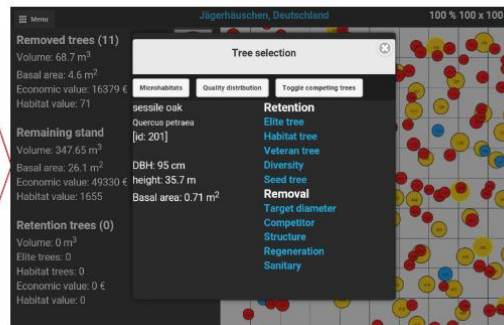 Menu
Jägerhäuschen, Deutschland
100 % 100 x 100
Removed trees (11)
Volume: 68.7 m³
Basal area: 4.6 m²
Economic value: 16379 €
Habitat value: 71
Remaining stand
Volume: 347.65 m³
Basal area: 26.1 m²
Economic value: 49330 €
Habitat value: 1655
Retention trees (0)
Volume: 0 m³
Elite trees: 0
Habitat trees: 0
Economic value: 0 €
Habitat value: 0
Tree selection
Microhabitats
Quality distribution
Toggle competing trees
sessile oak
Quercus petraea
[id: 201]
DBH: 95 cm
height: 35.7 m
Basal area: 0.71 m²
Retention
Elite tree
Habitat tree
Veteran tree
Diversity
Seed tree
Removal
Target diameter
Competitor
Structure
Regeneration
Sanitary